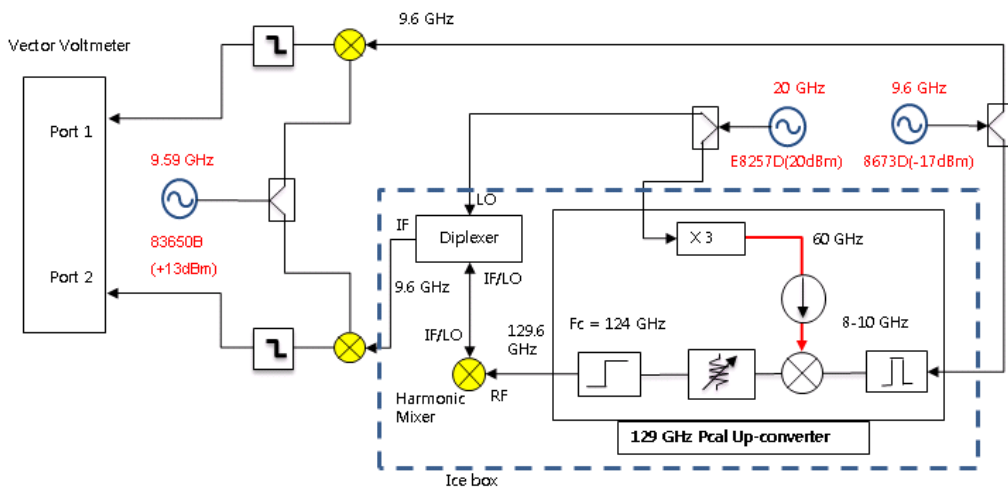 9.6 GHz
Vector Voltmeter
20 GHz
9.6 GHz
Port 1
9.59 GHz
E8257D(20dBm)
8673D(-17dBm)
LO
IF
Diplexer
X 3
60 GHz
83650B
(+13dBm)
Port 2
IF/LO
9.6 GHz
8-10 GHz
IF/LO
129.6
GHz
Fc = 124 GHz
RF
Harmonic
Mixer
129 GHz Pcal Up-converter
Ice box